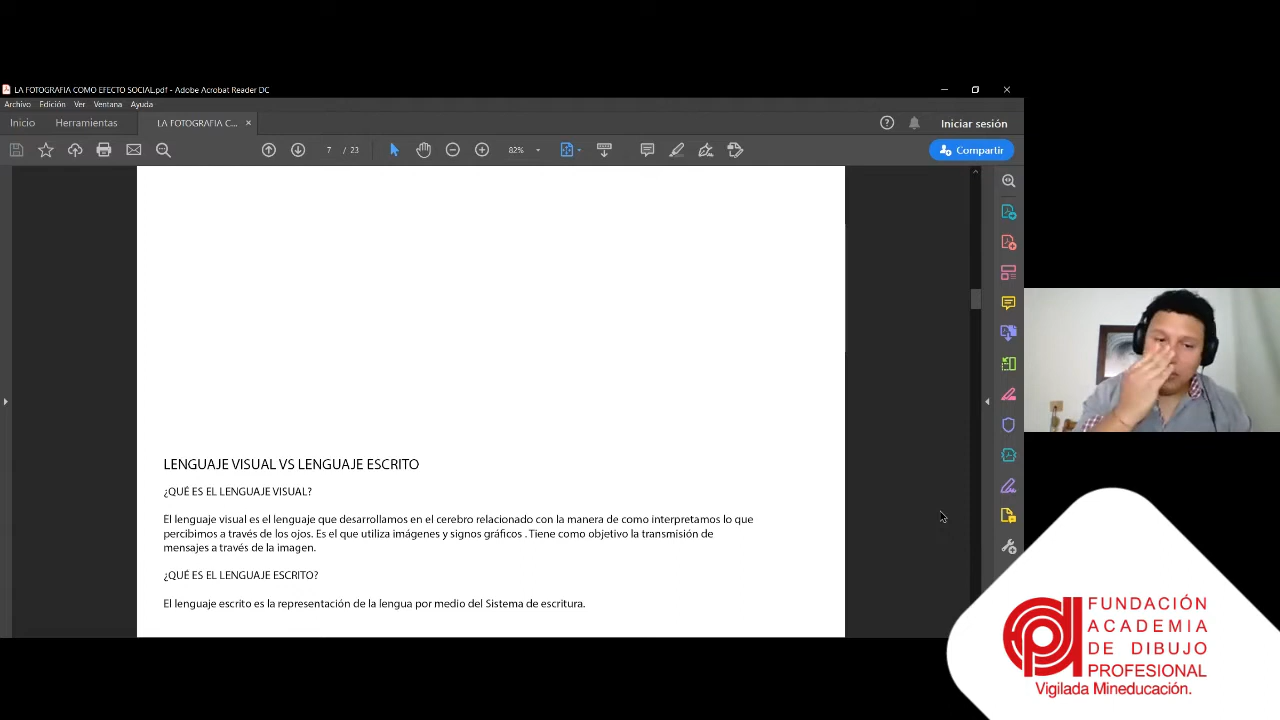 LA FOTOGRAFIA COMO EFECTO SOCIAL.pdf - Adobe Acrobat Reader DC
Archivo Edición Ver Ventana Ayuda
Inicio Herramientas LA FOTOGRAFIA C... × Iniciar sesión
7 / 23 82% Compartir
LENGUAJE VISUAL VS LENGUAJE ESCRITO
¿QUÉ ES EL LENGUAJE VISUAL?
El lenguaje visual es el lenguaje que desarrollamos en el cerebro relacionado con la manera de como interpretamos lo que
percibimos a través de los ojos. Es el que utiliza imágenes y signos gráficos . Tiene como objetivo la transmisión de
mensajes a través de la imagen.
¿QUÉ ES EL LENGUAJE ESCRITO?
El lenguaje escrito es la representación de la lengua por medio del Sistema de escritura.
FUNDACIÓN
ACADEMIA
DE DIBUJO
PROFESIONAL
Vigilada Mineducación.